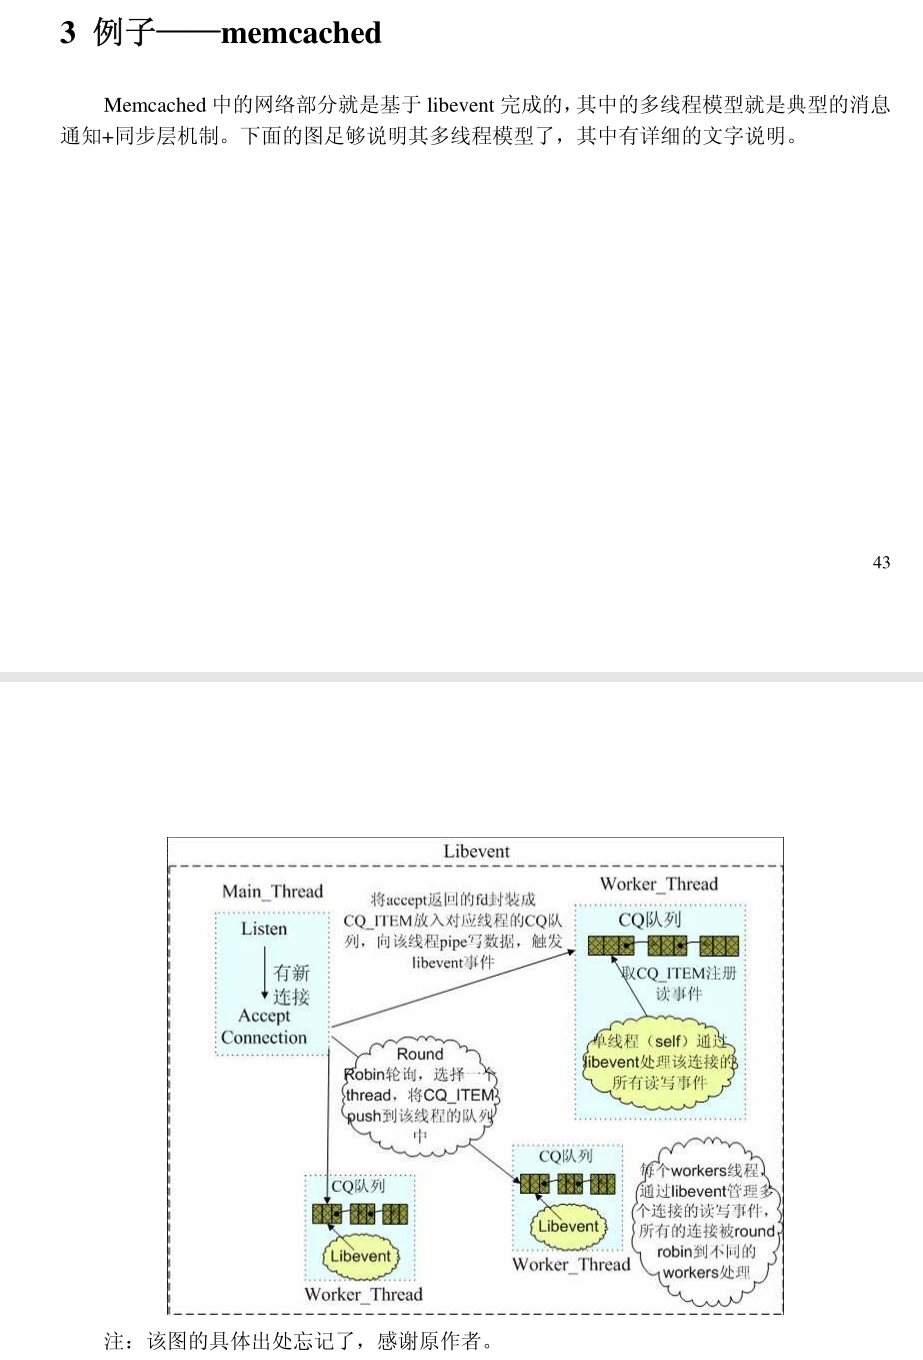 3 例子——memcached
Memcached 中的网络部分就是基于 libevent 完成的，其中的多线程模型就是典型的消息
通知+同步层机制。下面的图足够说明其多线程模型了，其中有详细的文字说明。
43
Libevent
Main_Thread
Listen
有新
连接
Accept
Connection
将accept返回的fd封装成
CQ_ITEM放入对应线程的CQ队
列，向该线程pipe写数据，触发
libevent事件
Worker_Thread
CQ队列
取CQ_ITEM注册
读事件
单线程（self）通过
libevent处理该连接的
所有读写事件
Round
Robin轮询，选择一个
thread，将CQ_ITEM
push到该线程的队列
中
CQ队列
Libevent
Worker_Thread
CQ队列
Libevent
Worker_Thread
每个workers线程，
通过libevent管理多
个连接的读写事件，
所有的连接被round
robin到不同的
workers处理
注：该图的具体出处忘记了，感谢原作者。